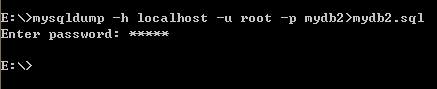 E:\>mysqldump -h localhost -u root -p mydb2>mydb2.sql
Enter password: *****
E:\>